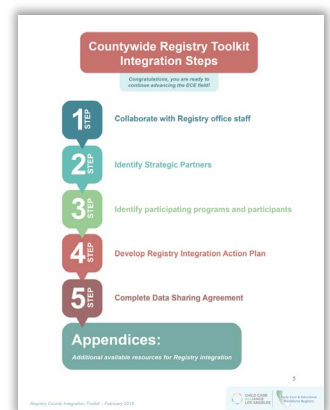 Countywide Registry Toolkit
Integration Steps
Congratulations, you are ready to
continue advancing the ECE field!
1 STEP
Collaborate with Registry office staff
2 STEP
Identify Strategic Partners
3 STEP
Identify participating programs and participants
4 STEP
Develop Registry Integration Action Plan
5 STEP
Complete Data Sharing Agreement
Appendices:
Additional available resources for Registry integration
5
Registry County Integration Toolkit - February 2019
CHILD CARE
ALLIANCE
LOS ANGELES
Workforce Registry